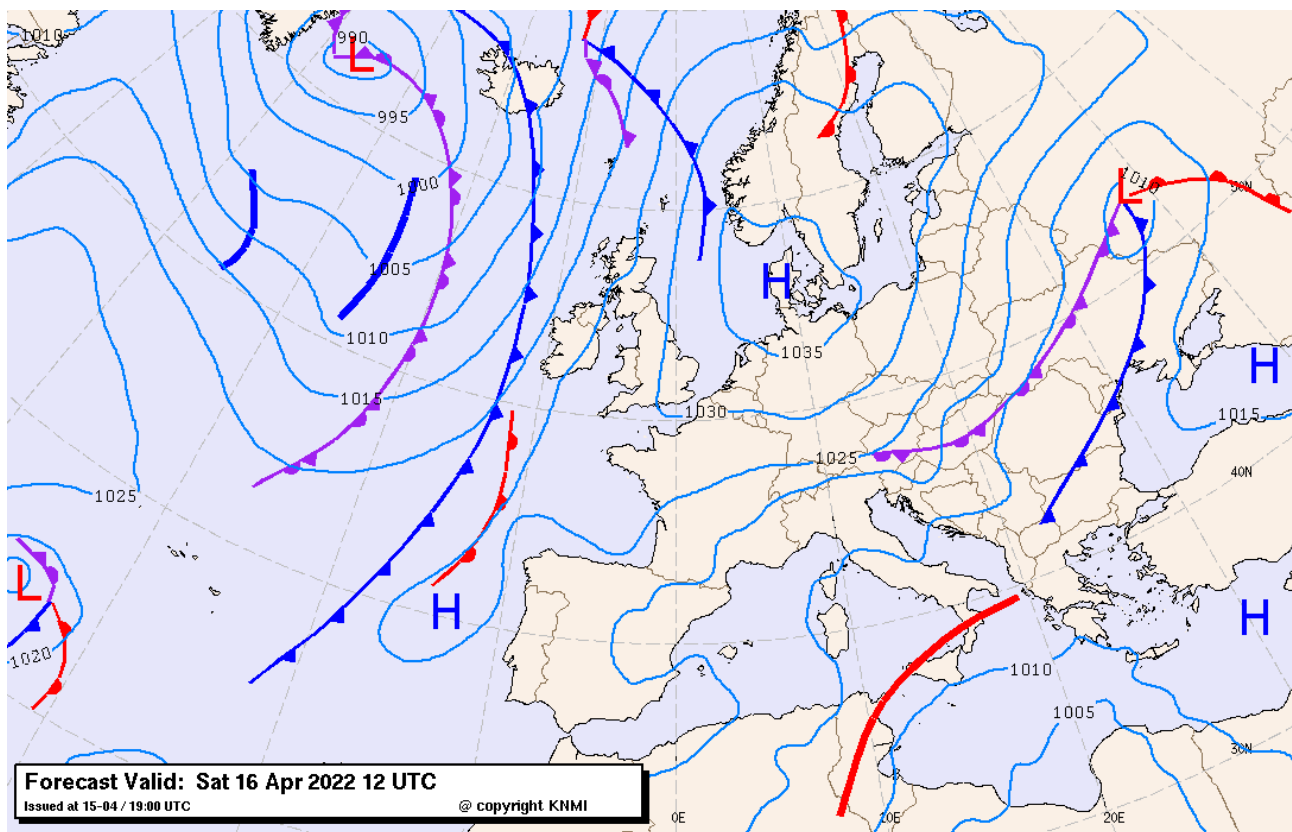 1010
990
L
995
1000
1010
L
50N
1005
H
1010
1035
H
1015
1030
1015
1025
40N
1025
L
H
H
1020
1010
1005
30N
Forecast Valid: Sat 16 Apr 2022 12 UTC
Issued at 15-04 / 19:00 UTC @ copyright KNMI
0E
10E
20E